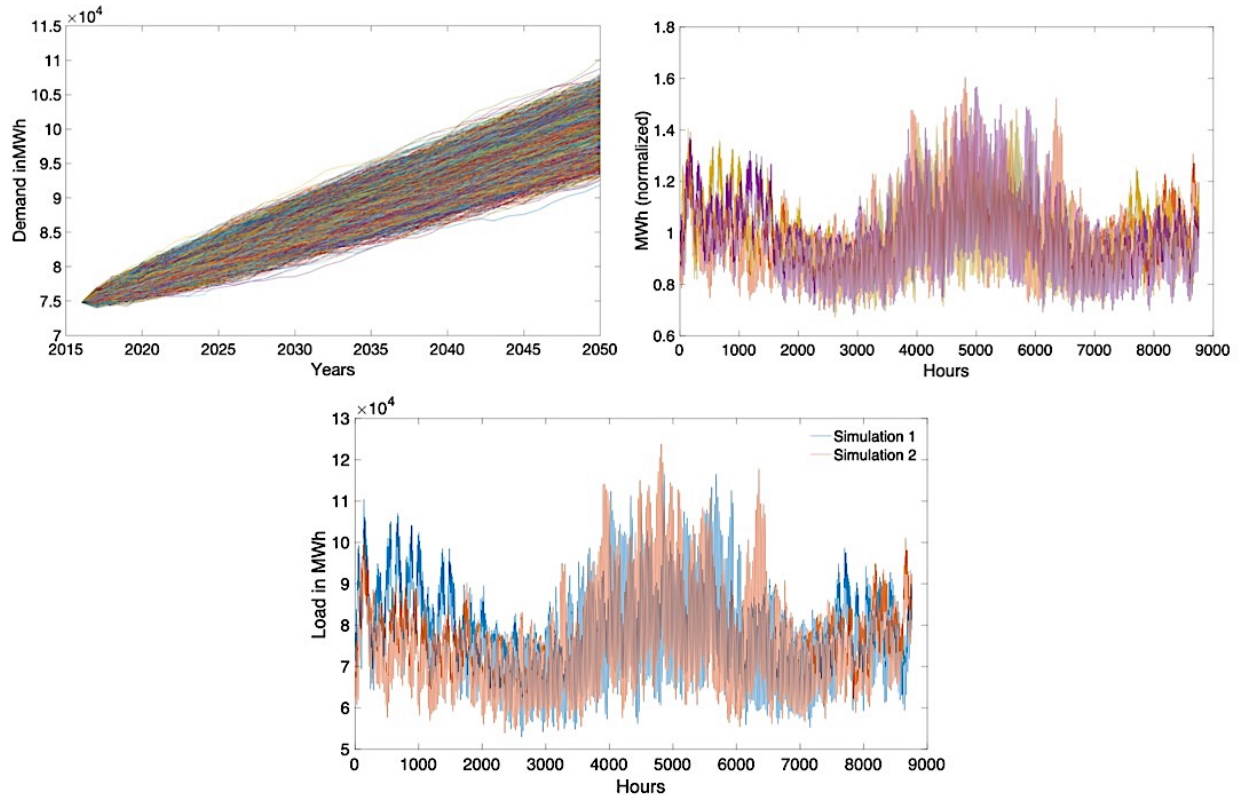 ×10⁴
11.5
11
10.5
10
9.5
9
8.5
8
7.5
7
Demand inMWh
2015 2020 2025 2030 2035 2040 2045 2050
Years
1.8
1.6
1.4
1.2
1
0.8
0.6
MWh (normalized)
0 1000 2000 3000 4000 5000 6000 7000 8000 9000
Hours
×10⁴
13
12
11
10
9
8
7
6
5
Load in MWh
Simulation 1
Simulation 2
0 1000 2000 3000 4000 5000 6000 7000 8000 9000
Hours